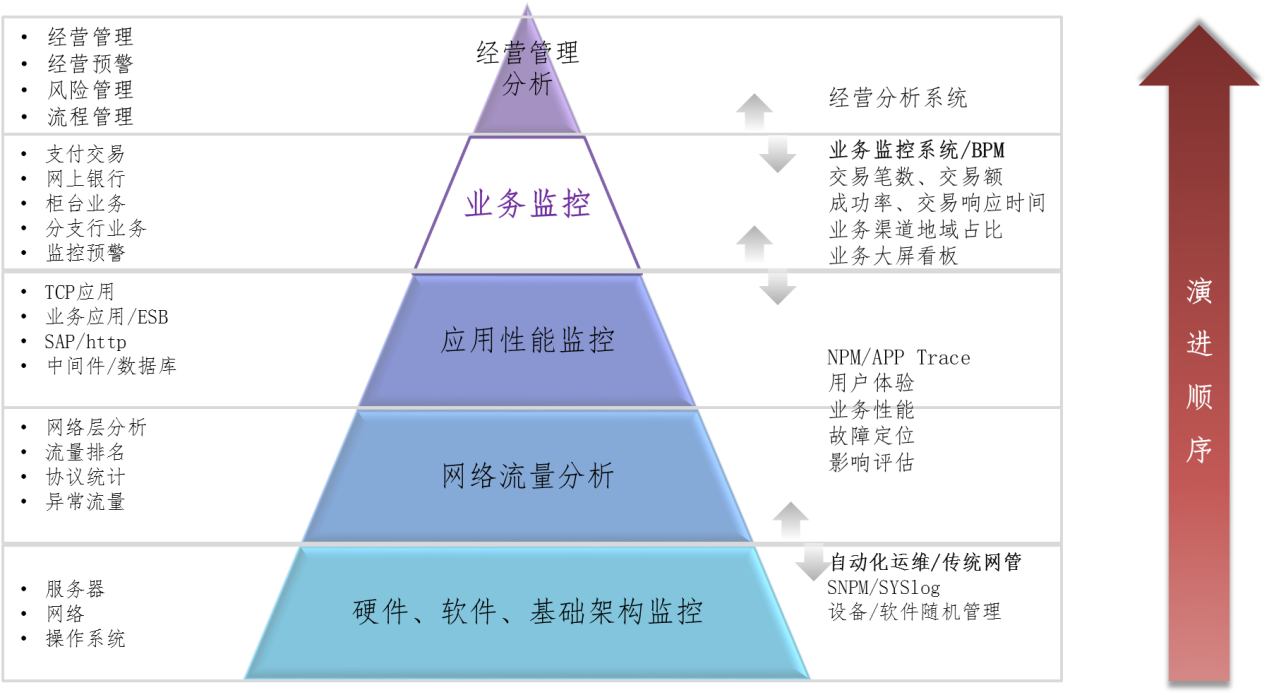 • 经营管理
• 经营预警
• 风险管理
• 流程管理
经营管理
分析
经营分析系统
• 支付交易
• 网上银行
• 柜台业务
• 分支行业务
• 监控预警
业务监控
业务监控系统/BPM
交易笔数、交易额
成功率、交易响应时间
业务渠道地域占比
业务大屏看板
• TCP应用
• 业务应用/ESB
• SAP/http
• 中间件/数据库
应用性能监控
NPM/APP Trace
用户体验
业务性能
故障定位
影响评估
• 网络层分析
• 流量排名
• 协议统计
• 异常流量
网络流量分析
• 服务器
• 网络
• 操作系统
硬件、软件、基础架构监控
自动化运维/传统网管
SNPM/SYSlog
设备/软件随机管理
演
进
顺
序